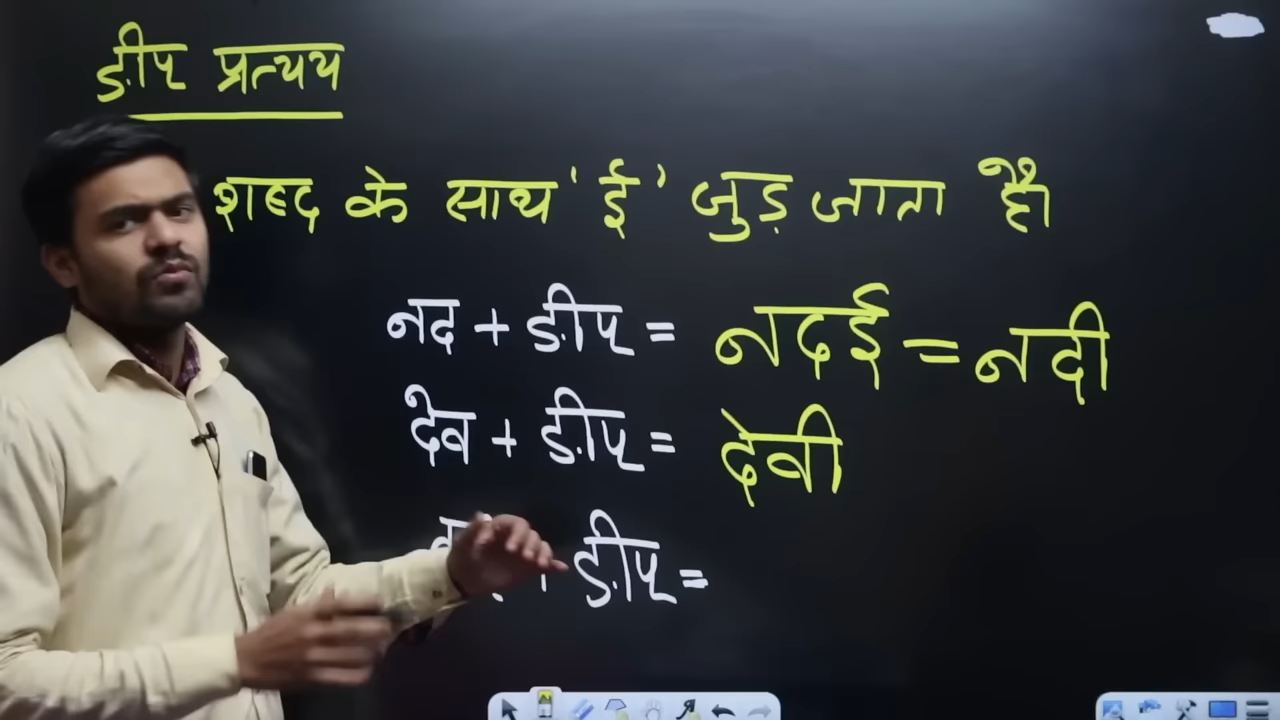 ङीप् प्रत्यय
शब्द के साथ 'ई' जुड़ जाता है।
नद + ङीप् = नदई = नदी
देव + ङीप् = देवी
+ ङीप् =